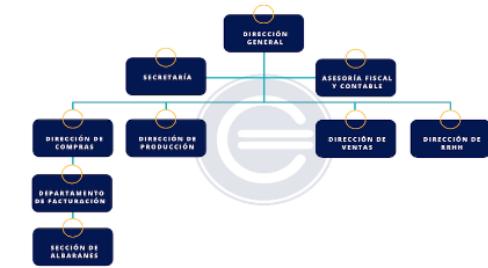 DIRECCIÓN
GENERAL
SECRETARÍA
ASESORÍA FISCAL
Y CONTABLE
DIRECCIÓN DE
COMPRAS
DIRECCIÓN DE
PRODUCCIÓN
DIRECCIÓN DE
VENTAS
DIRECCIÓN DE
RRHH
DEPARTAMENTO
DE FACTURACIÓN
SECCIÓN DE
ALBARANES